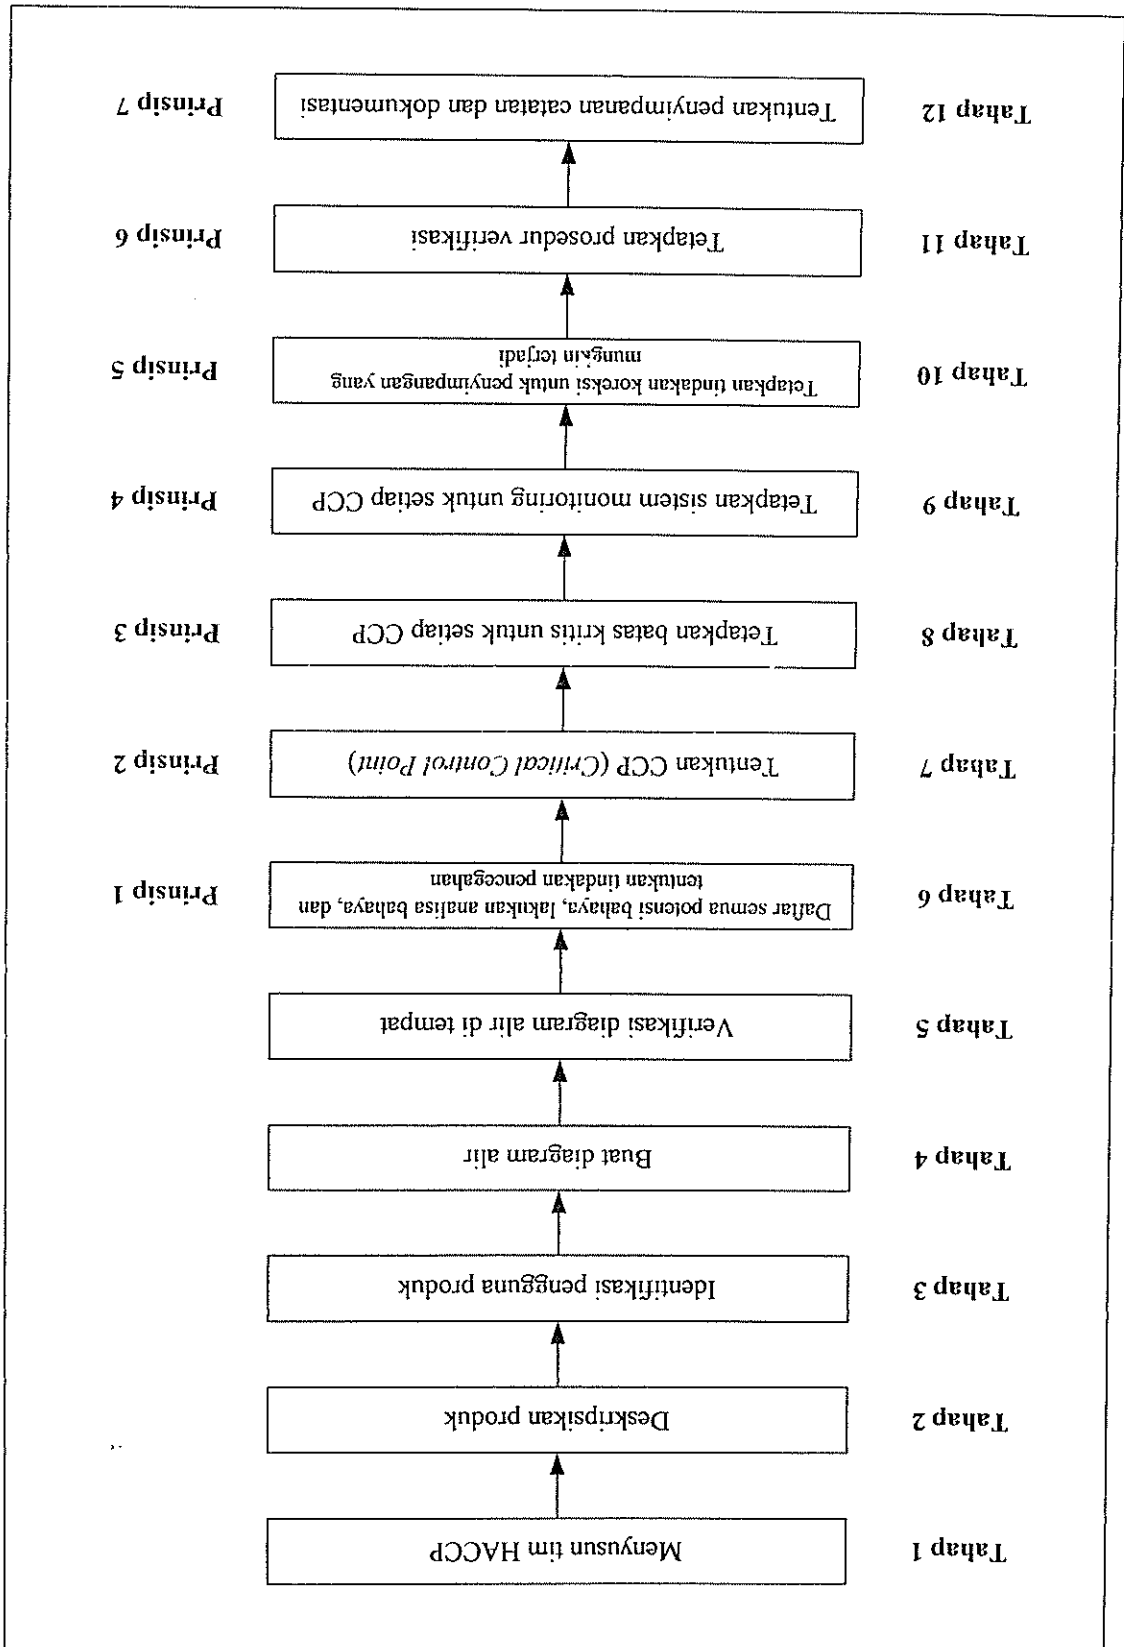 Tahap 1 Menyusun tim HACCP
Tahap 2 Deskripsikan produk
Tahap 3 Identifikasi pengguna produk
Tahap 4 Buat diagram alir
Tahap 5 Verifikasi diagram alir di tempat
Tahap 6 Daftar semua potensi bahaya, lakukan analisa bahaya, dan
tentukan tindakan pencegahan Prinsip 1
Tahap 7 Tentukan CCP (Critical Control Point) Prinsip 2
Tahap 8 Tetapkan batas kritis untuk setiap CCP Prinsip 3
Tahap 9 Tetapkan sistem monitoring untuk setiap CCP Prinsip 4
Tahap 10 Tetapkan tindakan koreksi untuk penyimpangan yang
mungkin terjadi Prinsip 5
Tahap 11 Tetapkan prosedur verifikasi Prinsip 6
Tahap 12 Tentukan penyimpanan catatan dan dokumentasi Prinsip 7